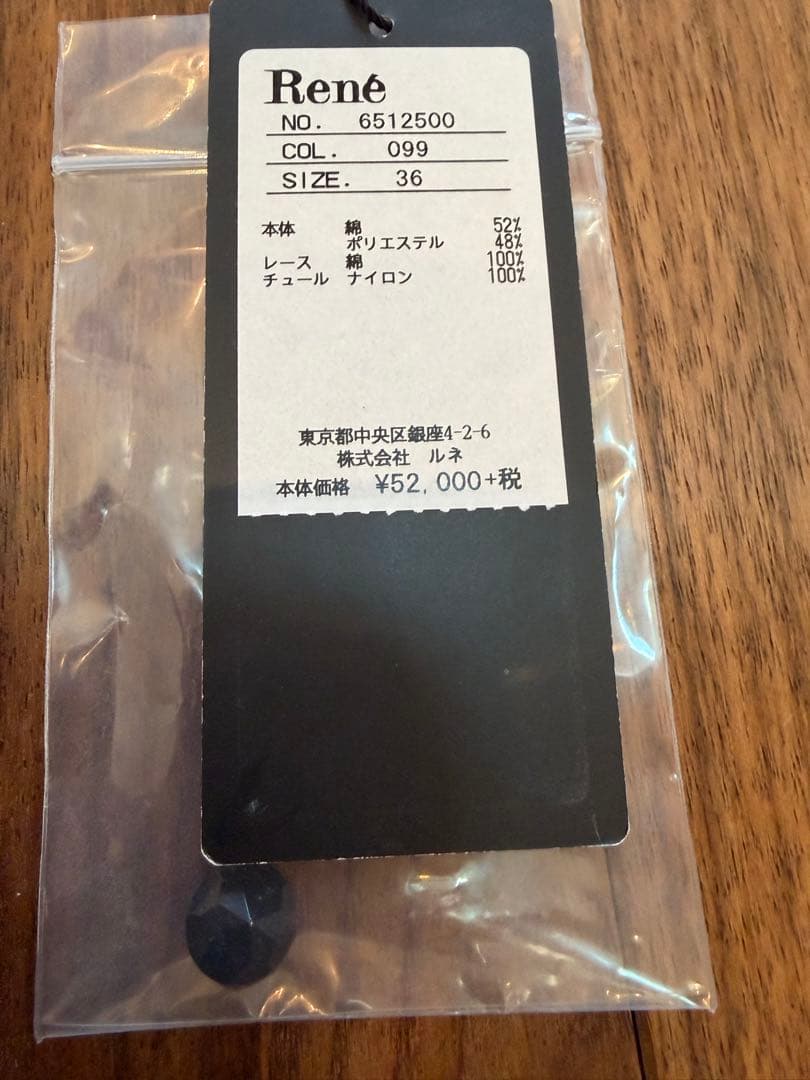 René
NO. 6512500
COL. 099
SIZE. 36
本体 綿 52%
ポリエステル 48%
レース 綿 100%
チュール ナイロン 100%
東京都中央区銀座4-2-6
株式会社 ルネ
本体価格 ¥52,000+税